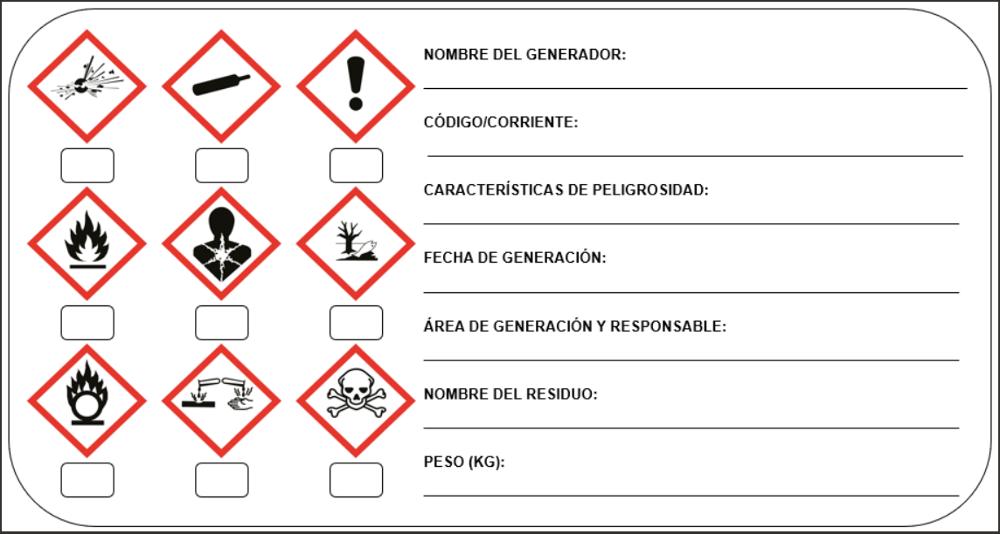 NOMBRE DEL GENERADOR:
CÓDIGO/CORRIENTE:
CARACTERÍSTICAS DE PELIGROSIDAD:
FECHA DE GENERACIÓN:
ÁREA DE GENERACIÓN Y RESPONSABLE:
NOMBRE DEL RESIDUO:
PESO (KG):